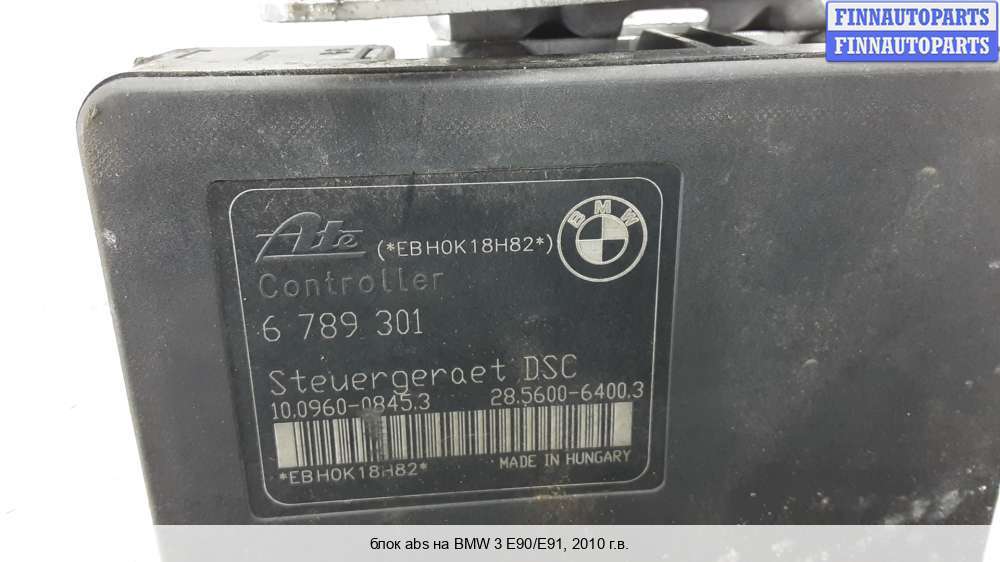 FINNAUTOPARTS
FINNAUTOPARTS
Ate (*EBH0K18H82*)
BMW
Controller
6 789 301
Steuergeraet DSC
10.0960-0845.3 28.5600-6400.3
*EBH0K18H82* MADE IN HUNGARY
блок abs на BMW 3 E90/E91, 2010 г.в.